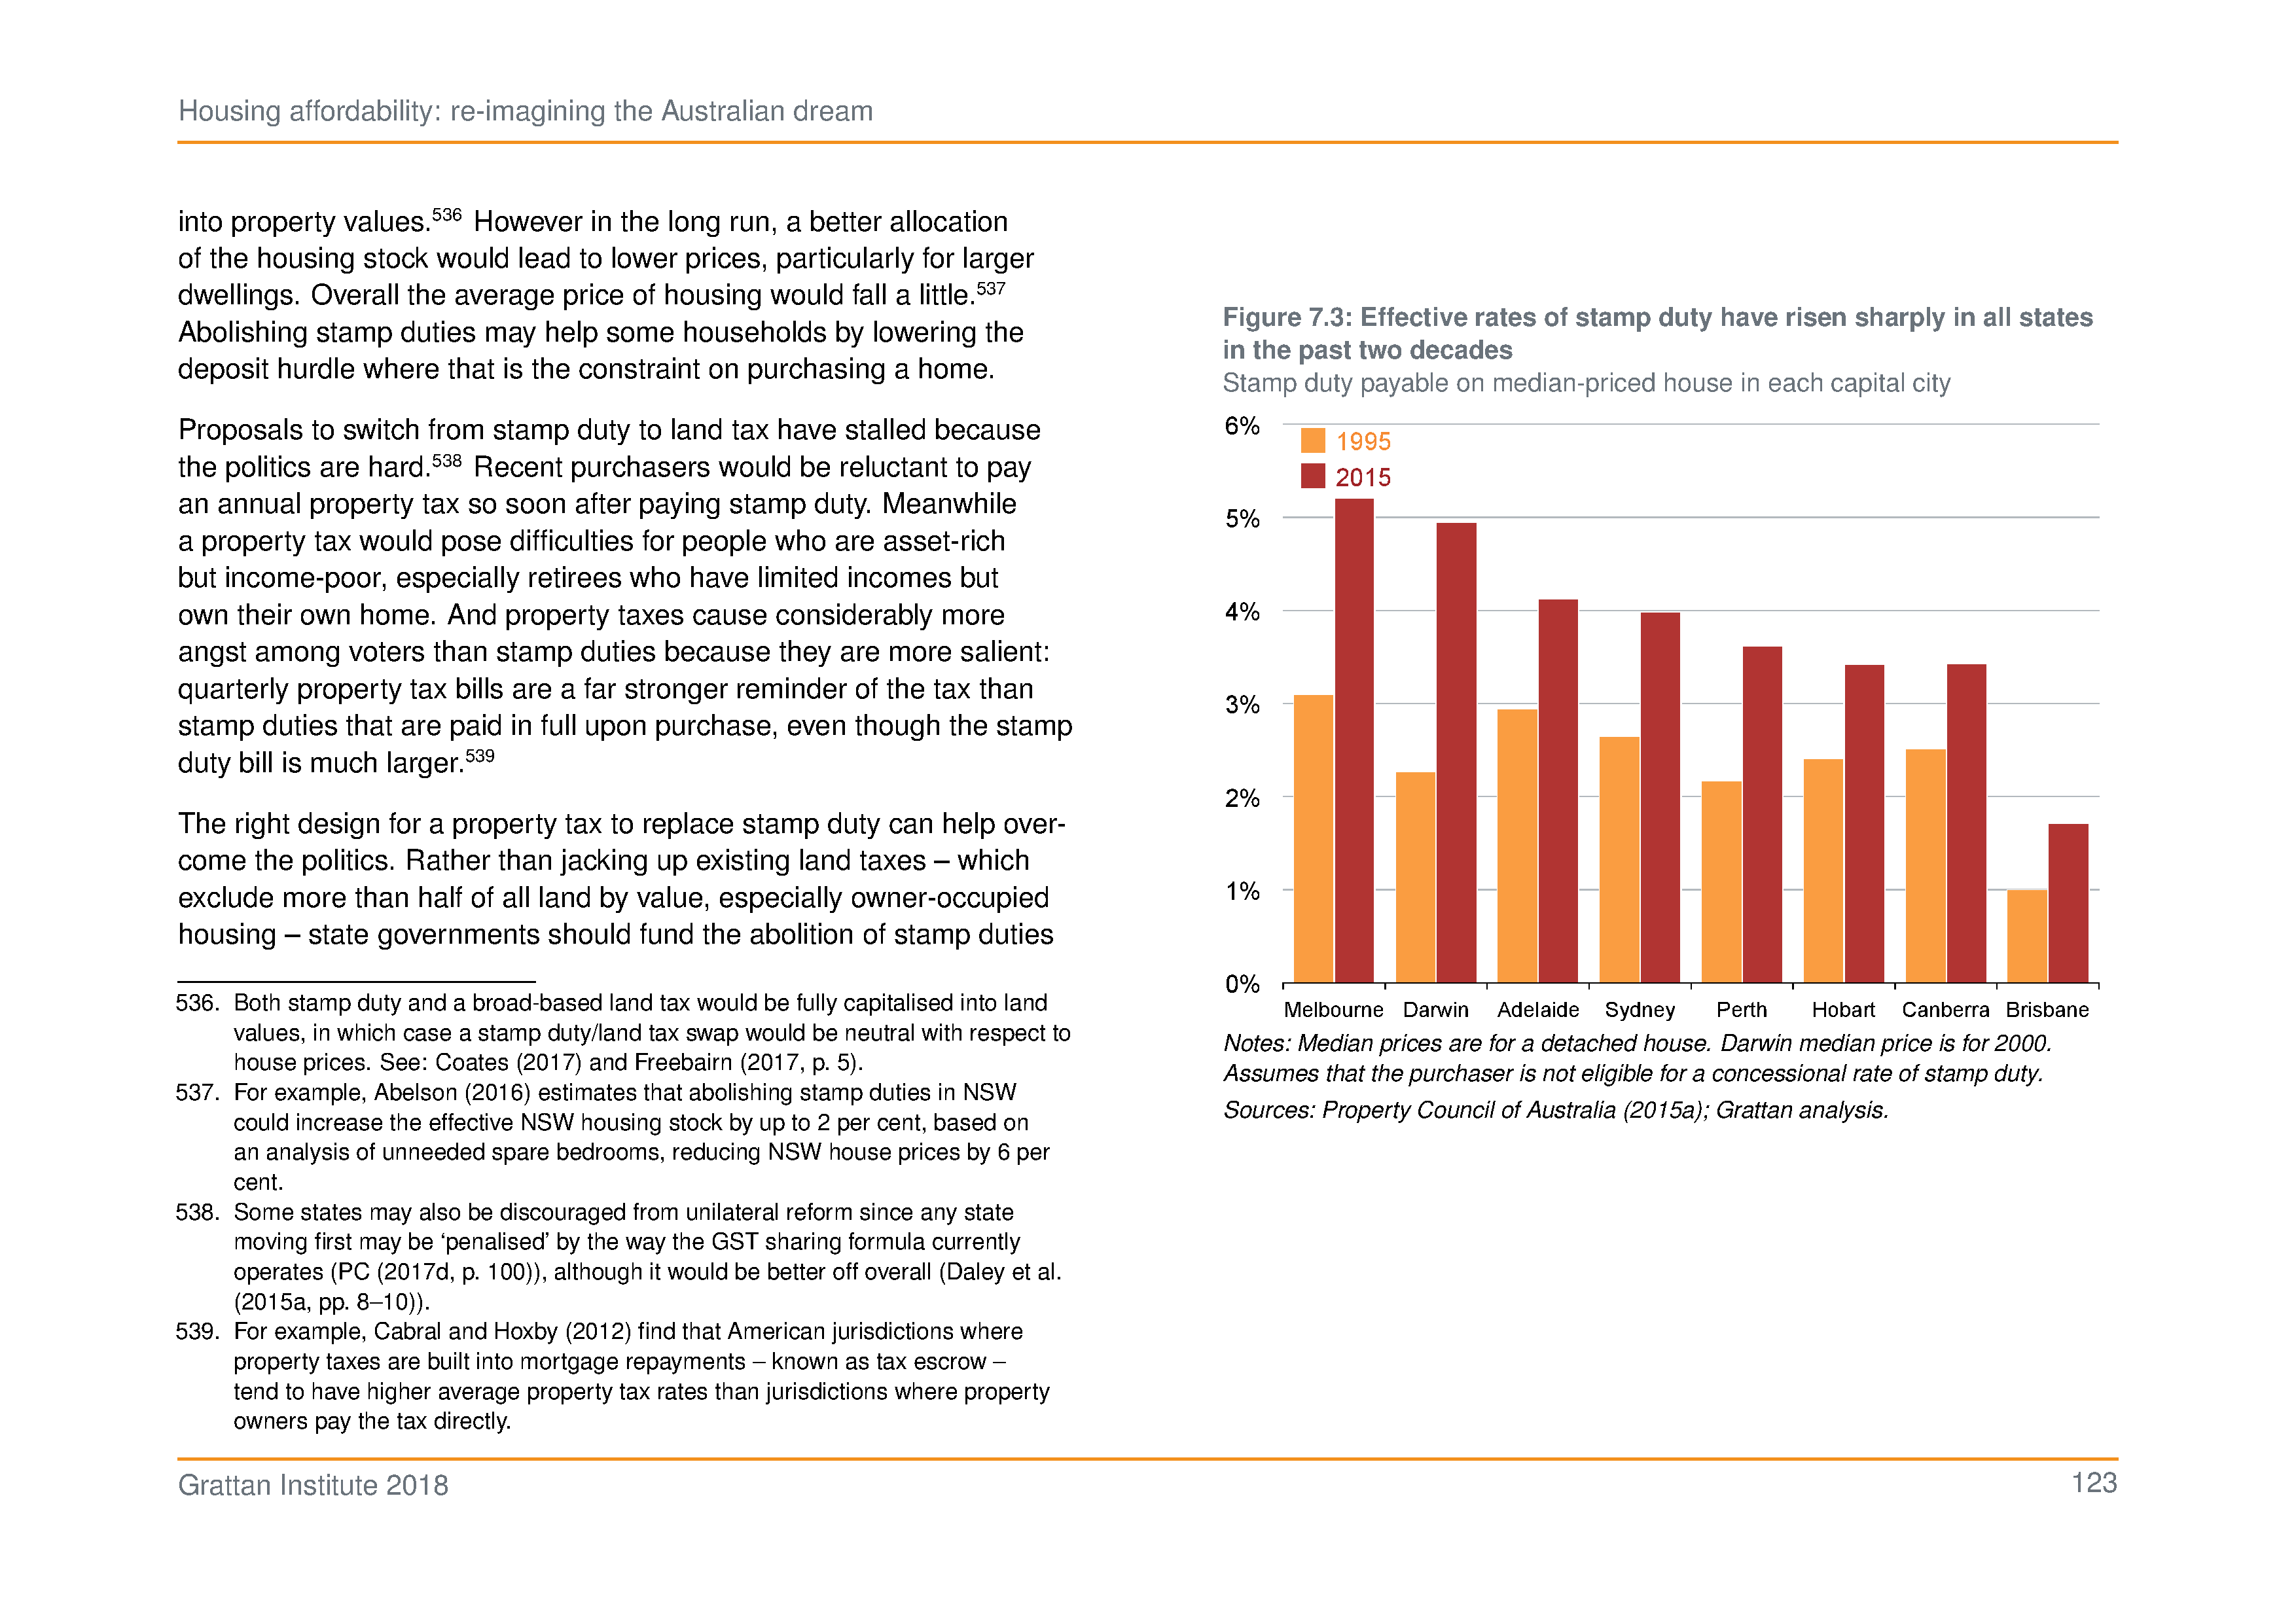 Housing affordability: re-imagining the Australian dream
into property values.536 However in the long run, a better allocation
of the housing stock would lead to lower prices, particularly for larger
dwellings. Overall the average price of housing would fall a little.537
Abolishing stamp duties may help some households by lowering the
deposit hurdle where that is the constraint on purchasing a home.
Proposals to switch from stamp duty to land tax have stalled because
the politics are hard.538 Recent purchasers would be reluctant to pay
an annual property tax so soon after paying stamp duty. Meanwhile
a property tax would pose difficulties for people who are asset-rich
but income-poor, especially retirees who have limited incomes but
own their own home. And property taxes cause considerably more
angst among voters than stamp duties because they are more salient:
quarterly property tax bills are a far stronger reminder of the tax than
stamp duties that are paid in full upon purchase, even though the stamp
duty bill is much larger.539
The right design for a property tax to replace stamp duty can help over-
come the politics. Rather than jacking up existing land taxes – which
exclude more than half of all land by value, especially owner-occupied
housing – state governments should fund the abolition of stamp duties
536. Both stamp duty and a broad-based land tax would be fully capitalised into land
values, in which case a stamp duty/land tax swap would be neutral with respect to
house prices. See: Coates (2017) and Freebairn (2017, p. 5).
537. For example, Abelson (2016) estimates that abolishing stamp duties in NSW
could increase the effective NSW housing stock by up to 2 per cent, based on
an analysis of unneeded spare bedrooms, reducing NSW house prices by 6 per
cent.
538. Some states may also be discouraged from unilateral reform since any state
moving first may be ‘penalised’ by the way the GST sharing formula currently
operates (PC (2017d, p. 100)), although it would be better off overall (Daley et al.
(2015a, pp. 8–10)).
539. For example, Cabral and Hoxby (2012) find that American jurisdictions where
property taxes are built into mortgage repayments – known as tax escrow –
tend to have higher average property tax rates than jurisdictions where property
owners pay the tax directly.
Figure 7.3: Effective rates of stamp duty have risen sharply in all states
in the past two decades
Stamp duty payable on median-priced house in each capital city
6%
1995
2015
5%
4%
3%
2%
1%
0%
Melbourne Darwin Adelaide Sydney Perth Hobart Canberra Brisbane
Notes: Median prices are for a detached house. Darwin median price is for 2000.
Assumes that the purchaser is not eligible for a concessional rate of stamp duty.
Sources: Property Council of Australia (2015a); Grattan analysis.
Grattan Institute 2018
123